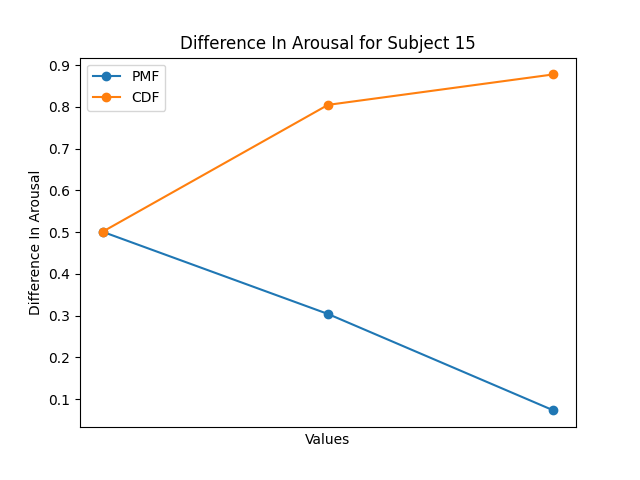 Difference In Arousal for Subject 15
PMF
CDF
0.9
0.8
0.7
0.6
0.5
0.4
0.3
0.2
0.1
Difference In Arousal
Values